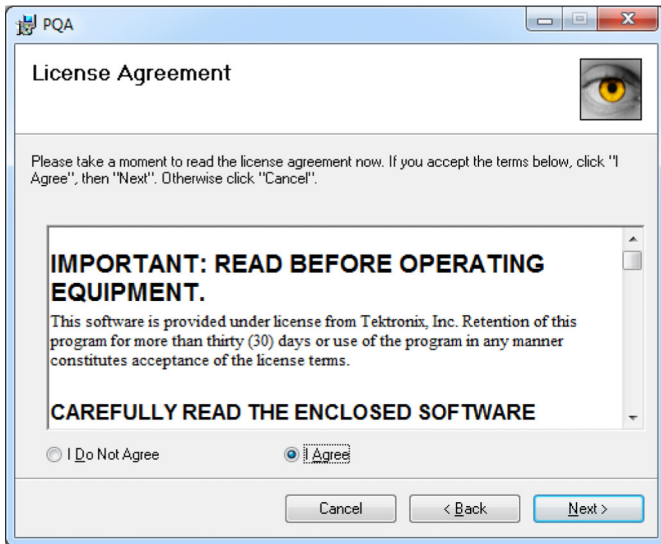 PQA
License Agreement
Please take a moment to read the license agreement now. If you accept the terms below, click "I
Agree", then "Next". Otherwise click "Cancel".
IMPORTANT: READ BEFORE OPERATING
EQUIPMENT.
This software is provided under license from Tektronix, Inc. Retention of this
program for more than thirty (30) days or use of the program in any manner
constitutes acceptance of the license terms.
CAREFULLY READ THE ENCLOSED SOFTWARE
I Do Not Agree I Agree
Cancel < Back Next >